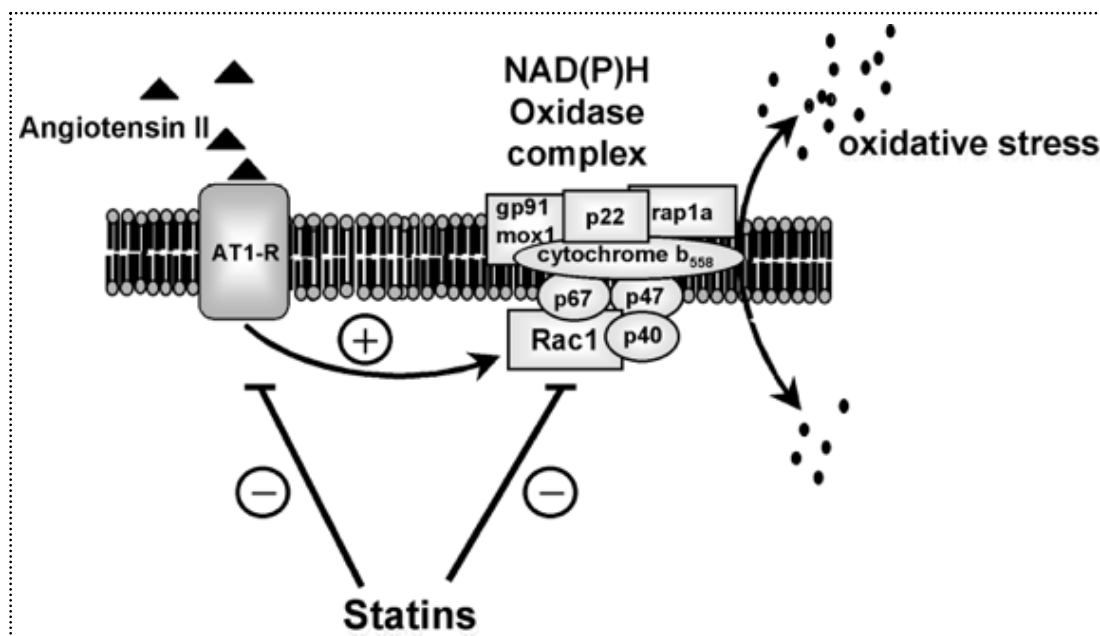 NAD(P)H
Oxidase
complex
Angiotensin II
oxidative stress
gp91
mox1
p22
rap1a
AT1-R
cytochrome b558
p67
p47
Rac1
p40
+
−
−
Statins